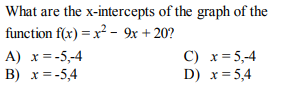 What are the x-intercepts of the graph of the
function f(x) = x² - 9x + 20?
A) x = -5,-4 C) x = 5,-4
B) x = -5,4 D) x = 5,4